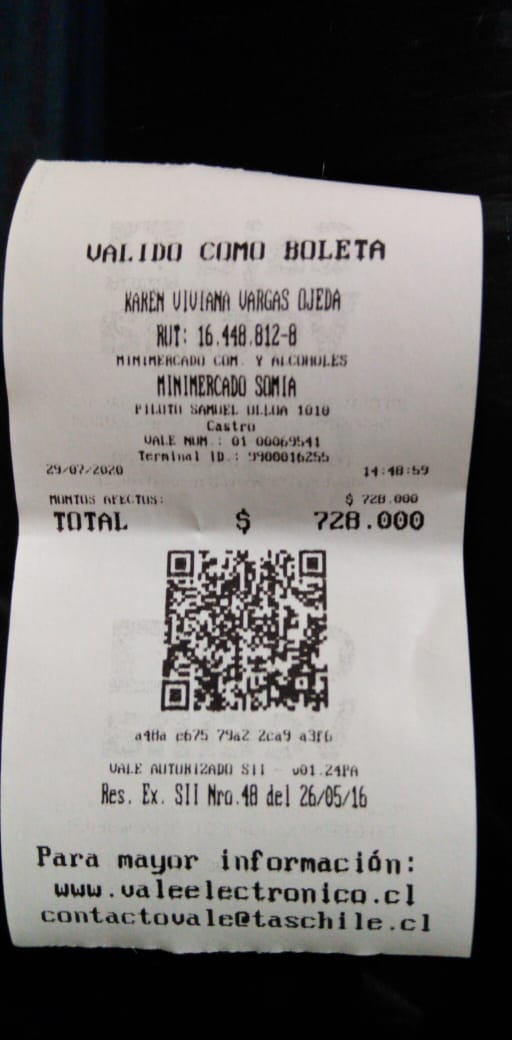 VALIDO COMO BOLETA
KAREN VIVIANA VARGAS OJEDA
RUT: 16.448.812-8
MINIMERCADO COM. Y ALCOHOLES
MINIMERCADO SOMIA
PILOTO SAMUEL ULLOA 1010
Castro
VALE NUM.: 01 00069541
Terminal ID.: 9900016255
29/07/2020 14:48:59
MONTOS AFECTOS: $ 728.000
TOTAL $ 728.000
a48a c675 79a2 2ca9 a3f6
VALE AUTORIZADO SII - v01.24PA
Res. Ex. SII Nro.48 del 26/05/16
Para mayor información:
www.valeelectronico.cl
contactovale@taschile.cl